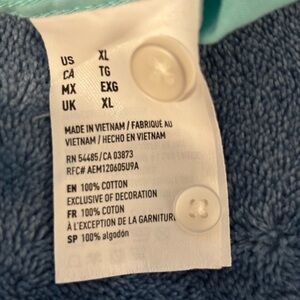 US XL
CA TG
MX EXG
UK XL
MADE IN VIETNAM / FABRIQUÉ AU
VIETNAM / HECHO EN VIETNAM
RN 54485/CA 03873
RFC# AEM120605U9A
EN 100% COTTON
EXCLUSIVE OF DECORATION
FR 100% COTON
À L'EXCEPTION DE LA GARNITUR
SP 100% algodón